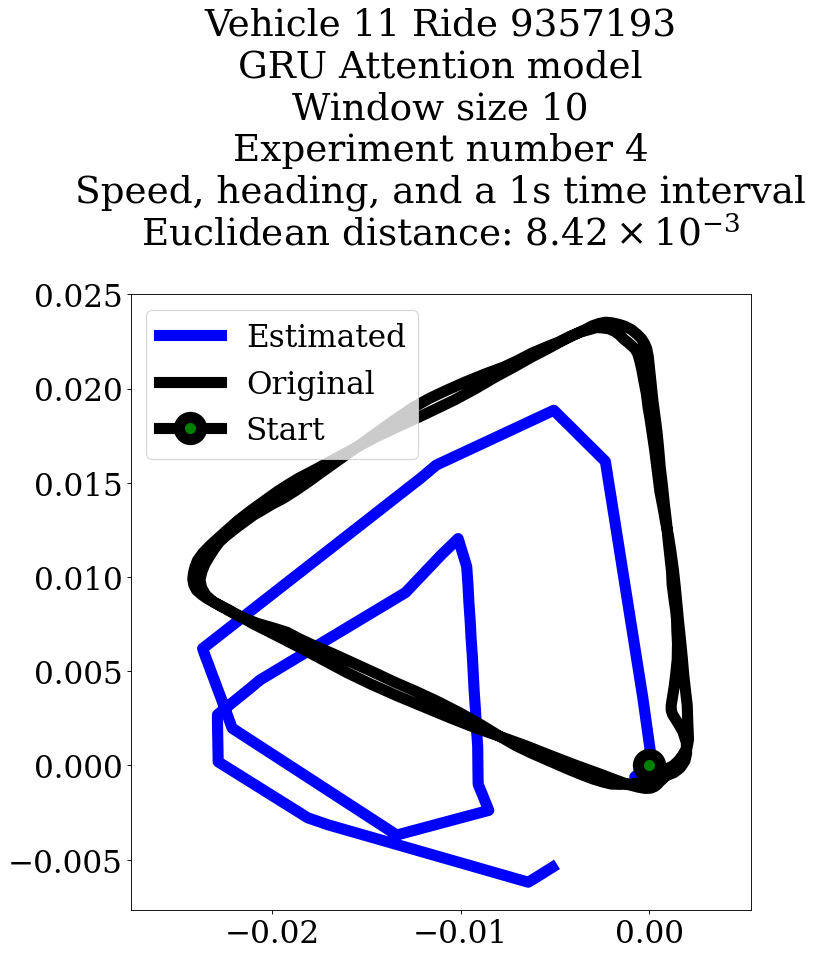 Vehicle 11 Ride 9357193
GRU Attention model
Window size 10
Experiment number 4
Speed, heading, and a 1s time interval
Euclidean distance: 8.42 × 10⁻³
0.025
0.020
0.015
0.010
0.005
0.000
−0.005
Estimated
Original
Start
−0.02
−0.01
0.00